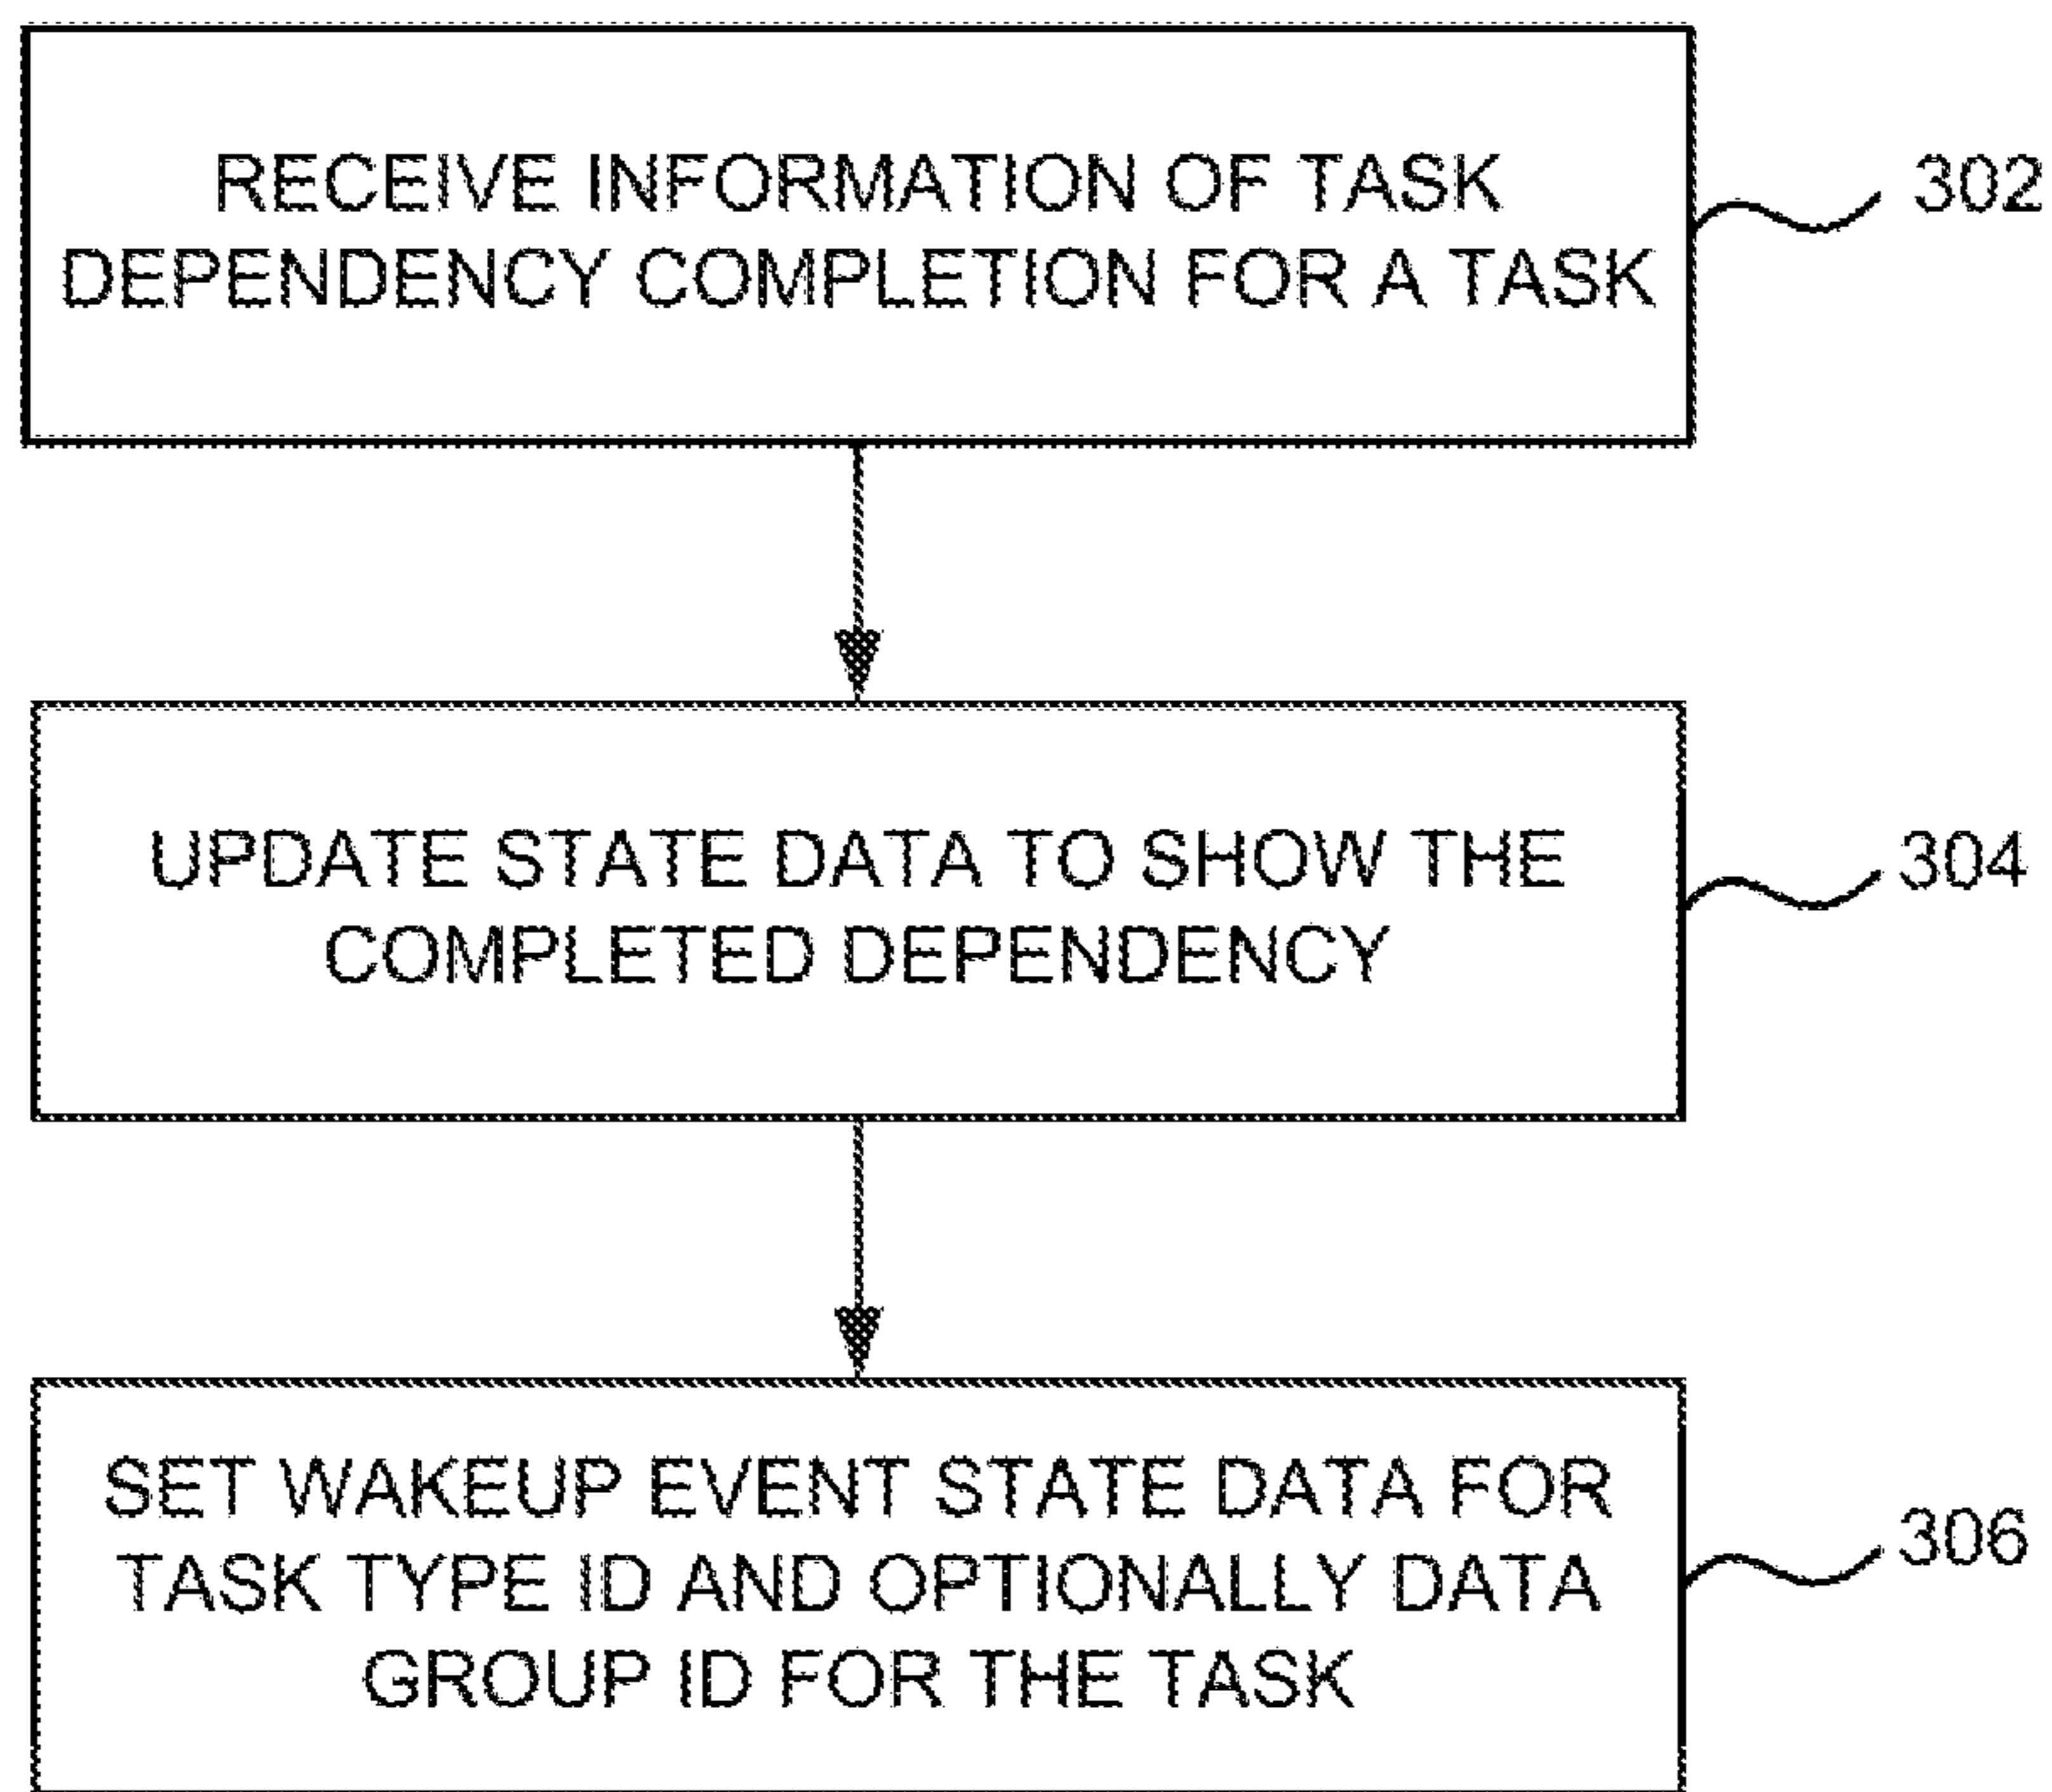 RECEIVE INFORMATION OF TASK
DEPENDENCY COMPLETION FOR A TASK
302
UPDATE STATE DATA TO SHOW THE
COMPLETED DEPENDENCY
304
SET WAKEUP EVENT STATE DATA FOR
TASK TYPE ID AND OPTIONALLY DATA
GROUP ID FOR THE TASK
306